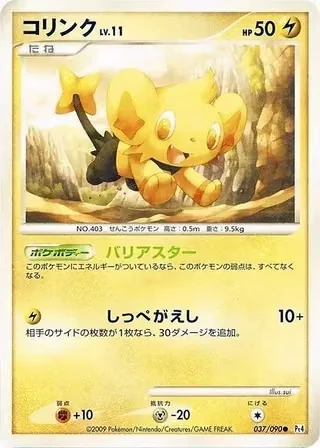 コリンク LV.11 HP 50
たね
NO.403 せんこうポケモン 高さ:0.5m 重さ:9.5kg
ポケボディー バリアスター
このポケモンにエネルギーがついているなら、このポケモンの弱点は、すべてなく
なる。
しっぺがえし 10+
相手のサイドの枚数が1枚なら、30ダメージを追加。
Illus.sui
弱点 抵抗力 にげる
+10 -20
©2009 Pokémon/Nintendo/Creatures/GAME FREAK. 037/090 Pt4